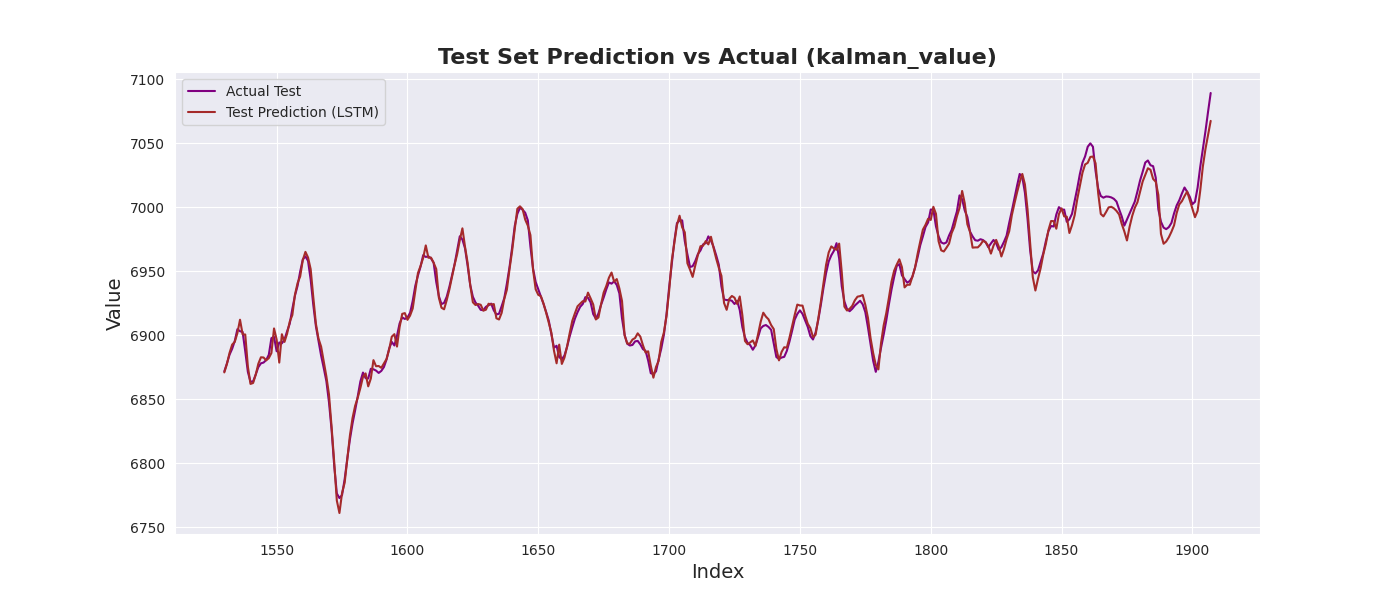 Test Set Prediction vs Actual (kalman_value)
Actual Test
Test Prediction (LSTM)
Value
7100
7050
7000
6950
6900
6850
6800
6750
1550 1600 1650 1700 1750 1800 1850 1900
Index